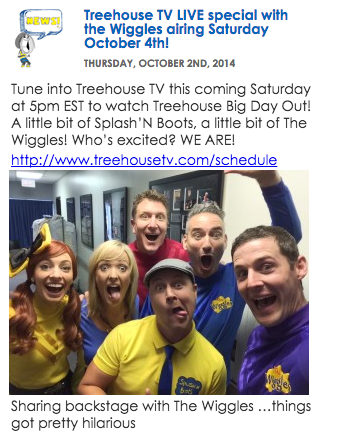 NEWS!
Treehouse TV LIVE special with
the Wiggles airing Saturday
October 4th!
THURSDAY, OCTOBER 2ND, 2014
Tune into Treehouse TV this coming Saturday
at 5pm EST to watch Treehouse Big Day Out!
A little bit of Splash’N Boots, a little bit of The
Wiggles! Who’s excited? WE ARE!
http://www.treehousetv.com/schedule
Wiggles
Sharing backstage with The Wiggles ...things
got pretty hilarious